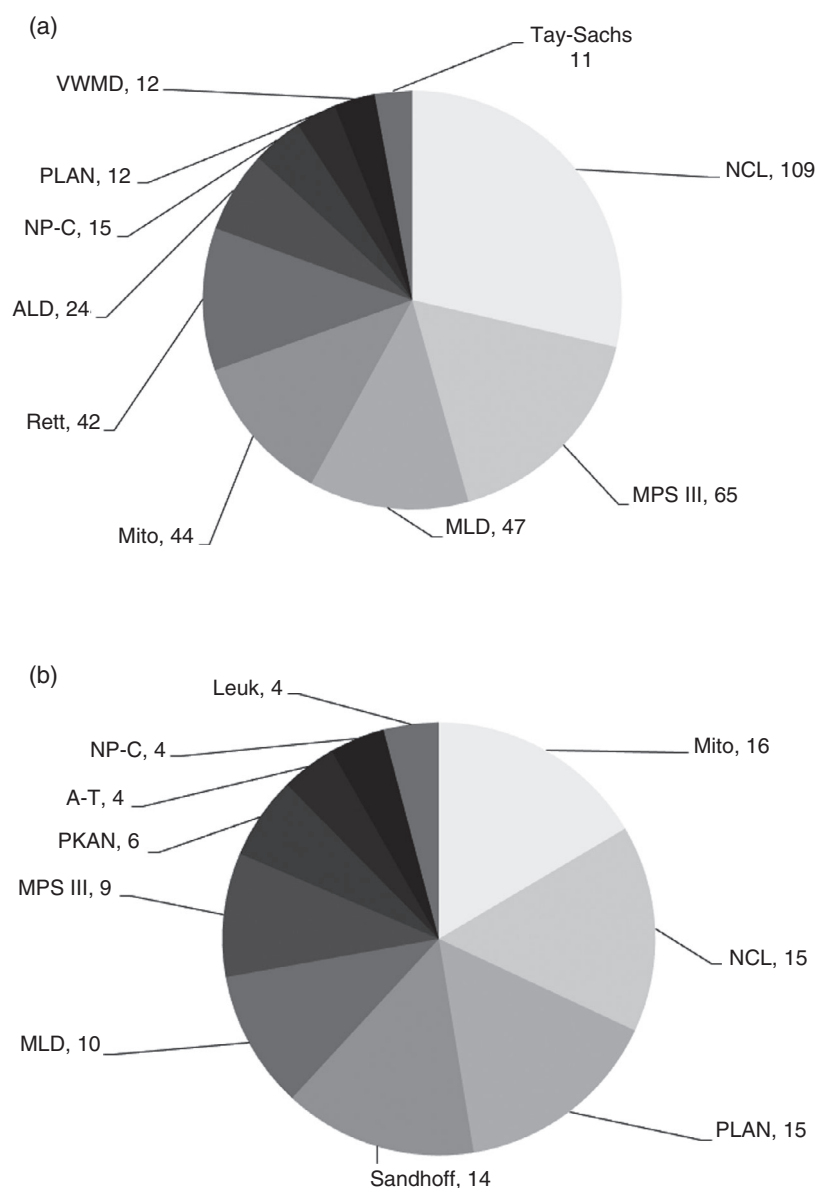 (a)
Tay-Sachs
11
VWMD, 12
PLAN, 12
NCL, 109
NP-C, 15
ALD, 24
Rett, 42
MPS III, 65
MLD, 47
Mito, 44
(b)
Leuk, 4
NP-C, 4
Mito, 16
A-T, 4
PKAN, 6
MPS III, 9
NCL, 15
MLD, 10
PLAN, 15
Sandhoff, 14